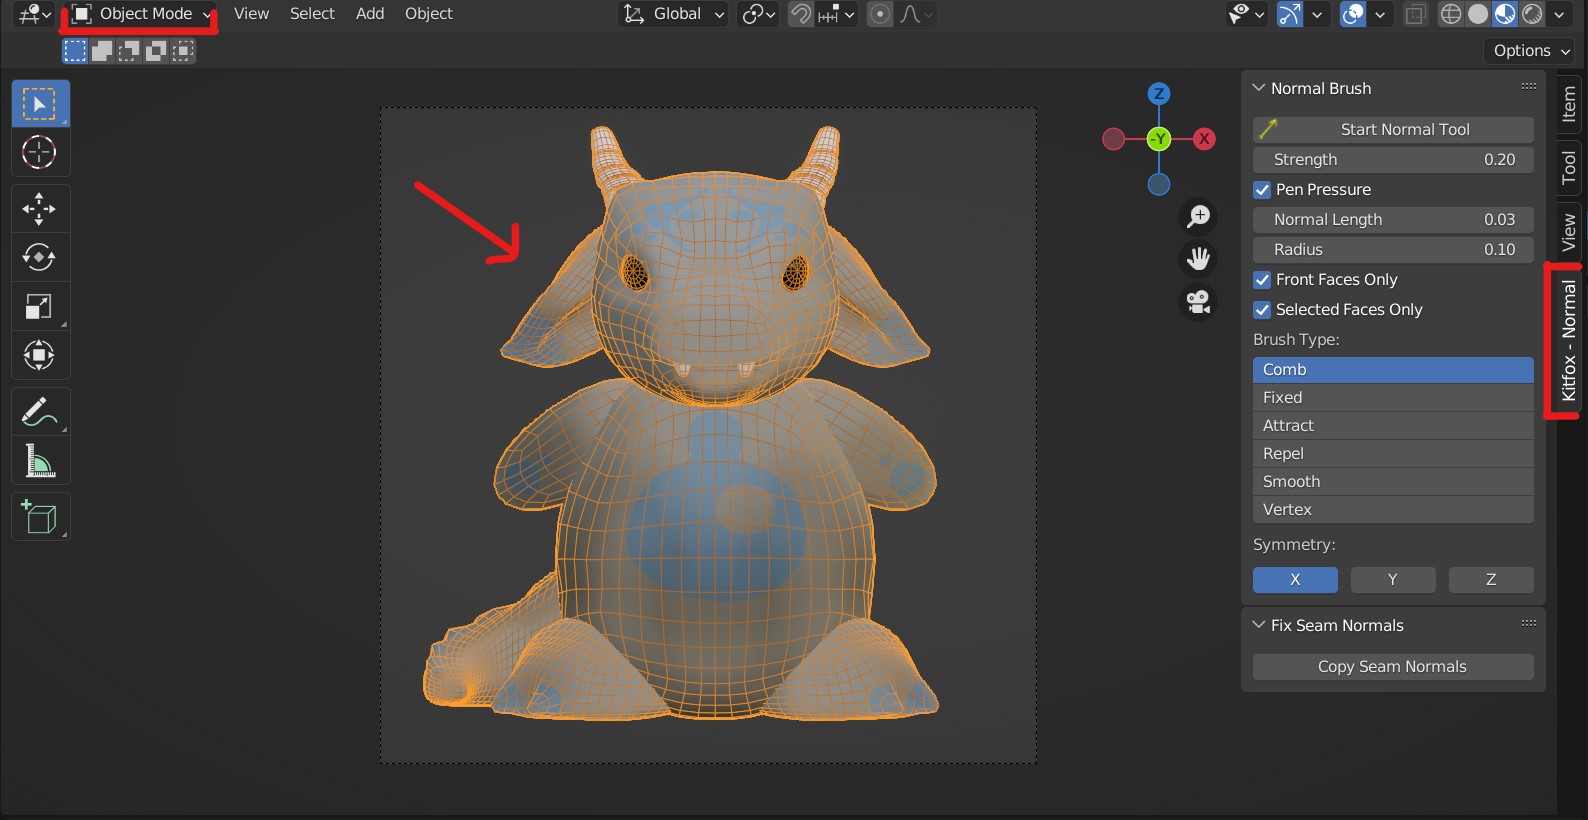 Object Mode View Select Add Object Global
Options
Z
-Y X
Normal Brush
Start Normal Tool
Strength 0.20
Pen Pressure
Normal Length 0.03
Radius 0.10
Front Faces Only
Selected Faces Only
Brush Type:
Comb
Fixed
Attract
Repel
Smooth
Vertex
Symmetry:
X Y Z
Fix Seam Normals
Copy Seam Normals
Item
Tool
View
Kitfox - Normal